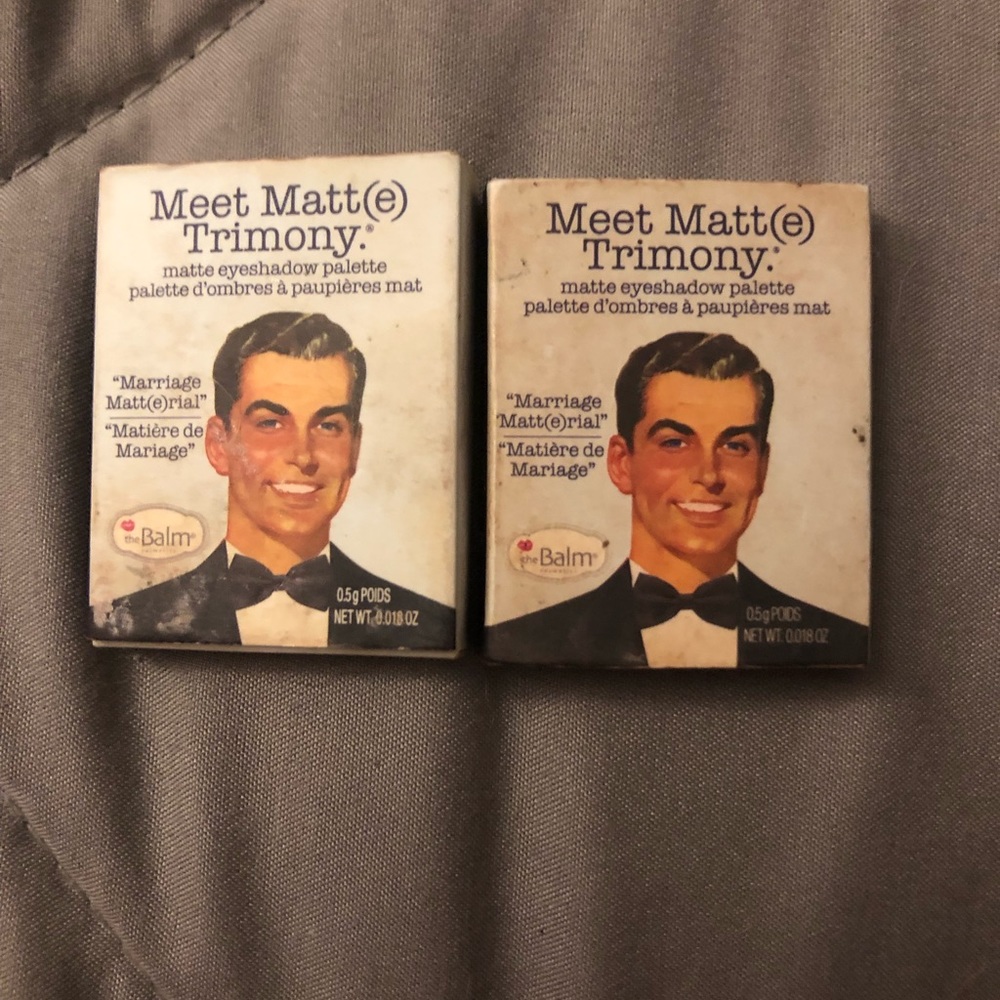 Meet Matt(e)
Trimony.®
matte eyeshadow palette
palette d'ombres à paupières mat
"Marriage
Matt(e)rial"
"Matière de
Mariage"
theBalm®
COSMETICS
0.5g POIDS
NET WT. 0.018 OZ
Meet Matt(e)
Trimony.®
matte eyeshadow palette
palette d'ombres à paupières mat
"Marriage
Matt(e)rial"
"Matière de
Mariage"
theBalm®
COSMETICS
0.5g POIDS
NET WT. 0.018 OZ